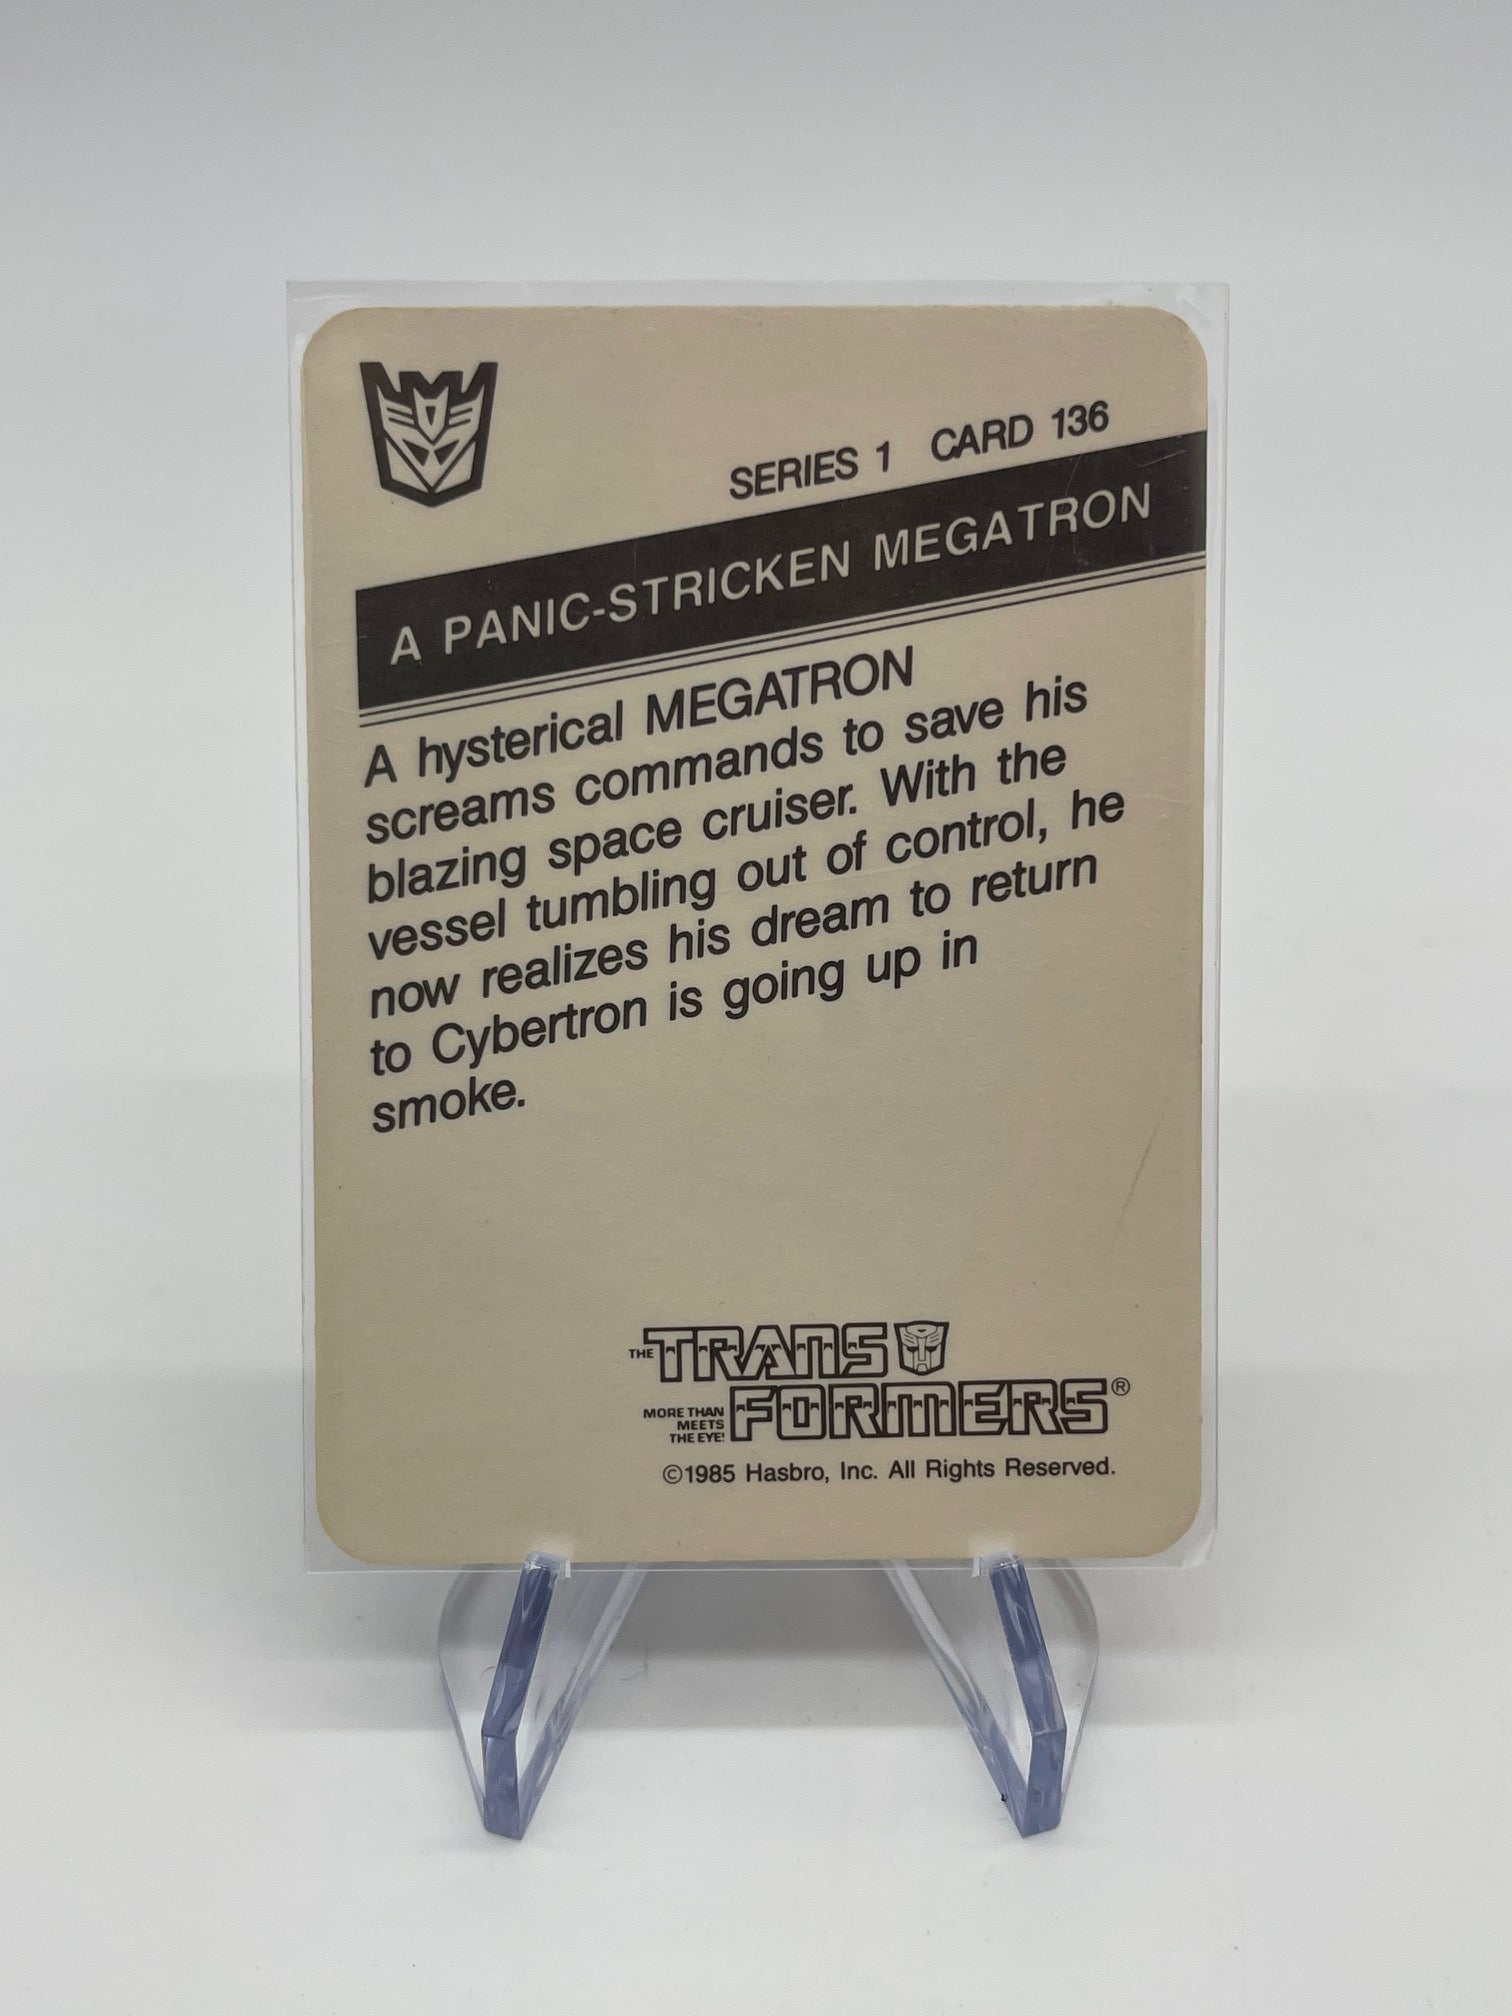 SERIES 1 CARD 136
A PANIC-STRICKEN MEGATRON
A hysterical MEGATRON
screams commands to save his
blazing space cruiser. With the
vessel tumbling out of control, he
now realizes his dream to return
to Cybertron is going up in
smoke.
THE TRANS
FORMERS®
MORE THAN
MEETS
THE EYE!
©1985 Hasbro, Inc. All Rights Reserved.